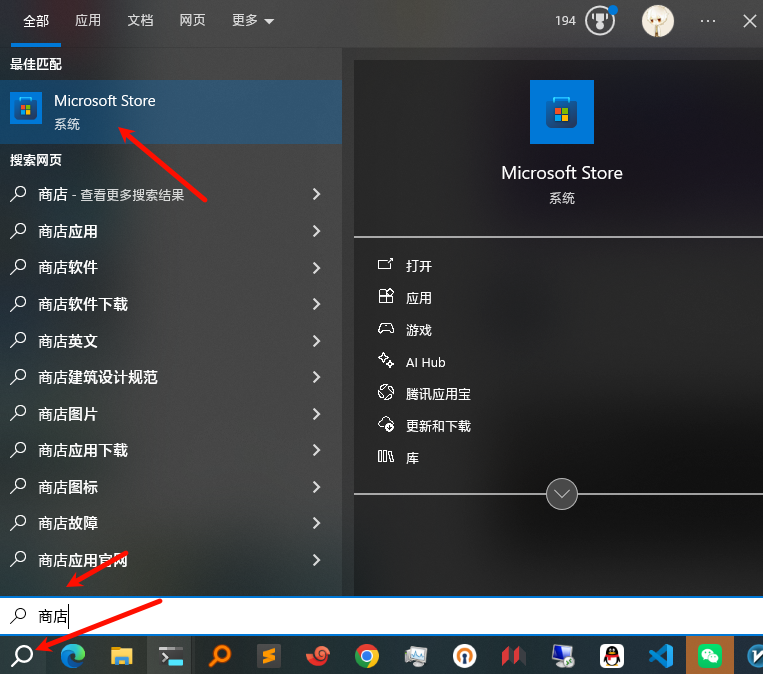 全部 应用 文档 网页 更多 194
最佳匹配
Microsoft Store
系统
搜索网页
商店 - 查看更多搜索结果
商店应用
商店软件
商店软件下载
商店英文
商店建筑设计规范
商店图片
商店应用下载
商店图标
商店故障
商店应用官网
商店
Microsoft Store
系统
打开
应用
游戏
AI Hub
腾讯应用宝
更新和下载
库